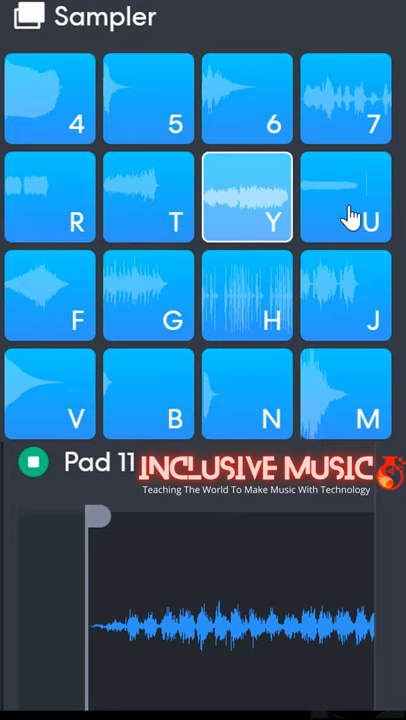 Sampler
4
5
6
7
R
T
Y
U
F
G
H
J
V
B
N
M
Pad 11
INCLUSIVE MUSIC
Teaching The World To Make Music With Technology